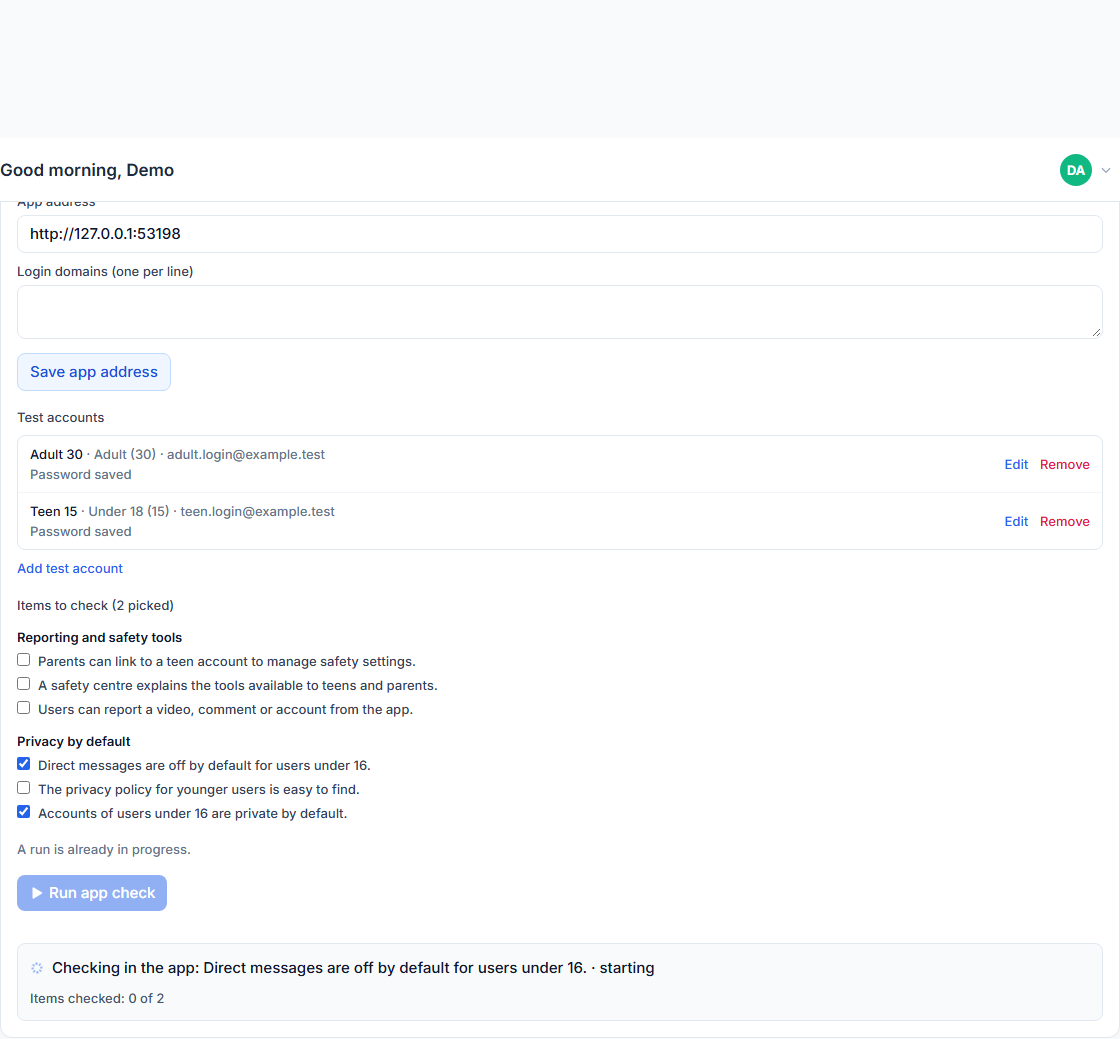 Good morning, Demo
DA
App address
http://127.0.0.1:53198
Login domains (one per line)
Save app address
Test accounts
Adult 30 · Adult (30) · adult.login@example.test
Password saved
Edit Remove
Teen 15 · Under 18 (15) · teen.login@example.test
Password saved
Edit Remove
Add test account
Items to check (2 picked)
Reporting and safety tools
Parents can link to a teen account to manage safety settings.
A safety centre explains the tools available to teens and parents.
Users can report a video, comment or account from the app.
Privacy by default
Direct messages are off by default for users under 16.
The privacy policy for younger users is easy to find.
Accounts of users under 16 are private by default.
A run is already in progress.
Run app check
Checking in the app: Direct messages are off by default for users under 16. · starting
Items checked: 0 of 2